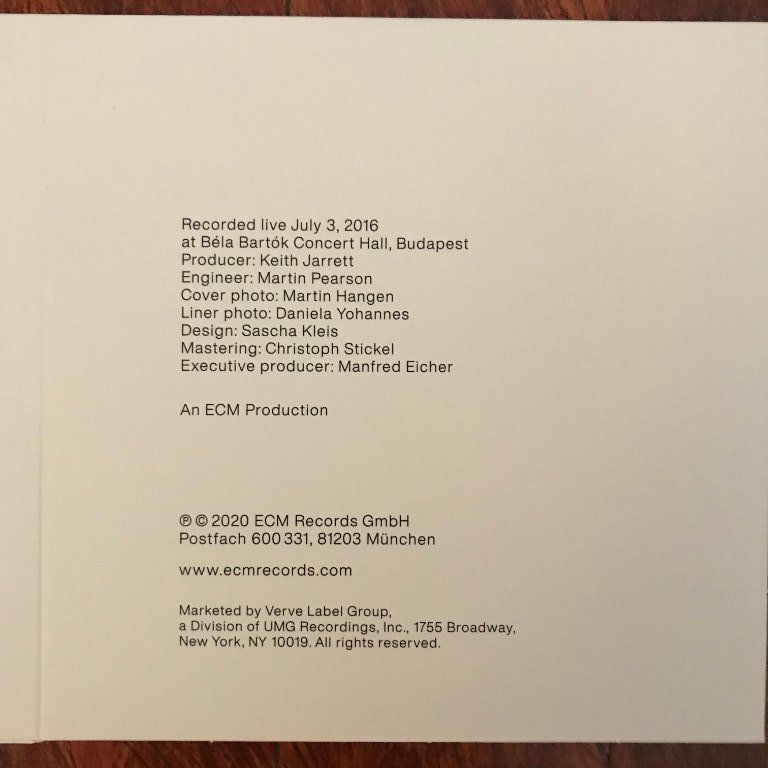 Recorded live July 3, 2016
at Béla Bartók Concert Hall, Budapest
Producer: Keith Jarrett
Engineer: Martin Pearson
Cover photo: Martin Hangen
Liner photo: Daniela Yohannes
Design: Sascha Kleis
Mastering: Christoph Stickel
Executive producer: Manfred Eicher
An ECM Production
℗ © 2020 ECM Records GmbH
Postfach 600 331, 81203 München
www.ecmrecords.com
Marketed by Verve Label Group,
a Division of UMG Recordings, Inc., 1755 Broadway,
New York, NY 10019. All rights reserved.